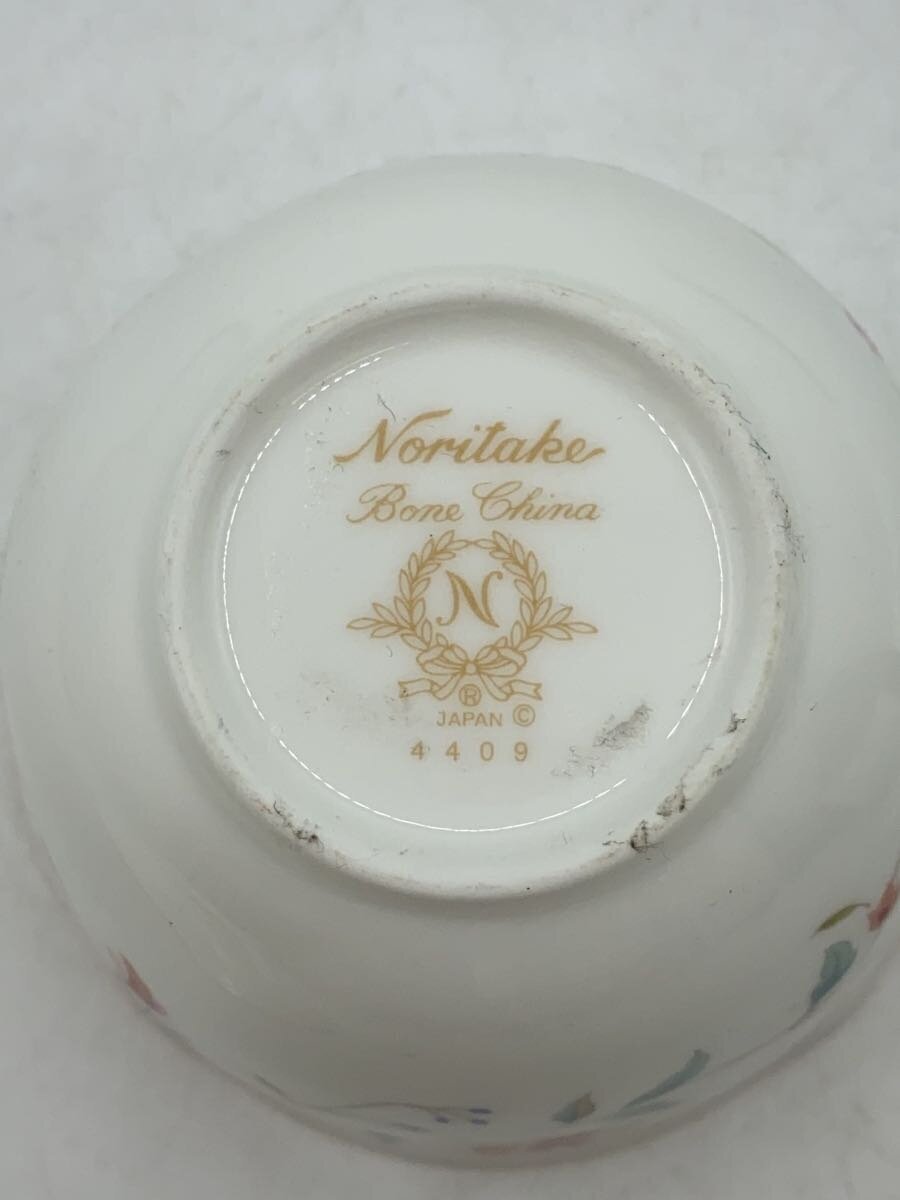 Noritake
Bone China
N
®
JAPAN ©
4409